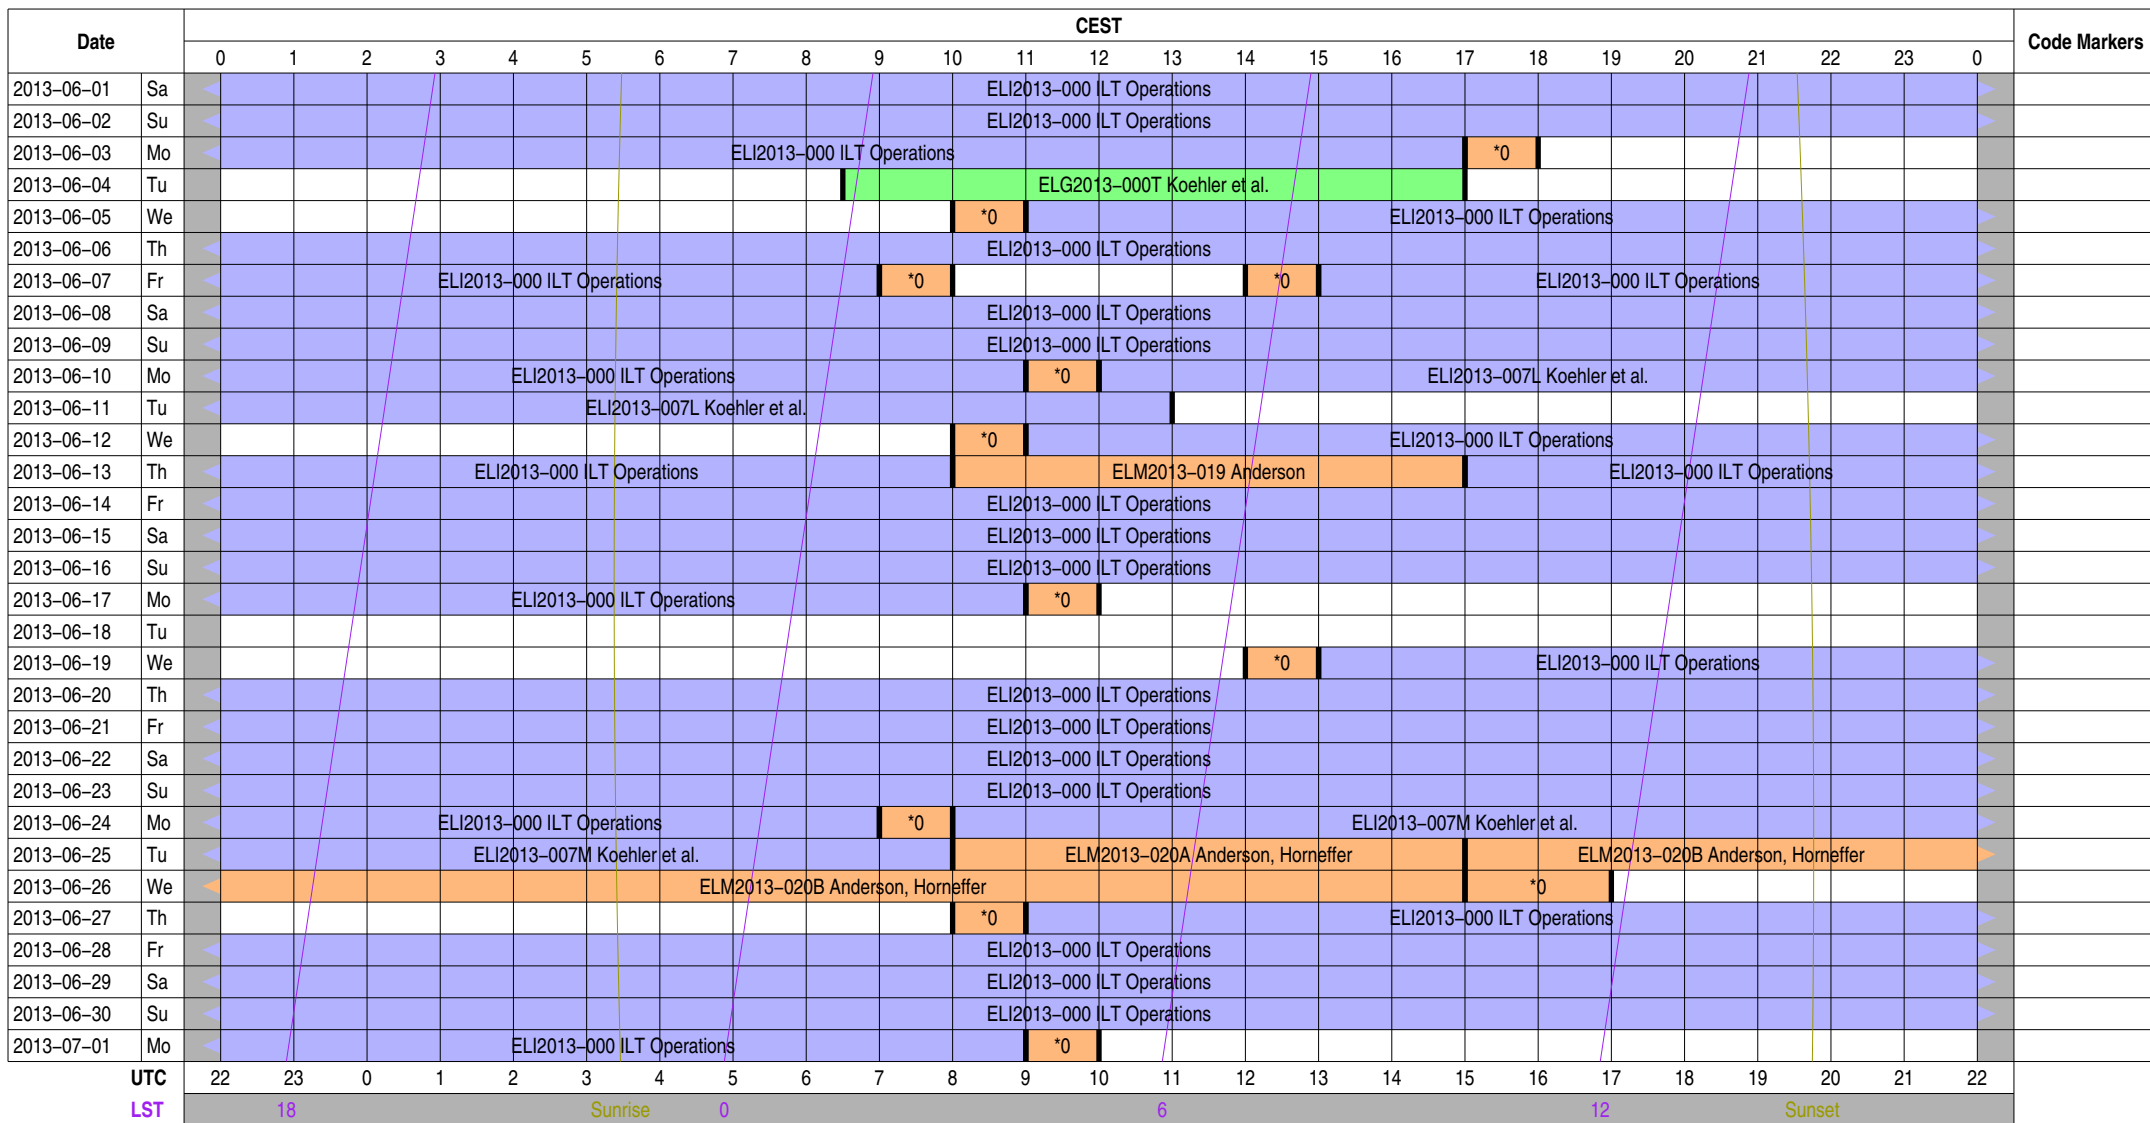 Date CEST Code Markers
0 1 2 3 4 5 6 7 8 9 10 11 12 13 14 15 16 17 18 19 20 21 22 23 0
2013–06–01 Sa ELI2013–000 ILT Operations
2013–06–02 Su ELI2013–000 ILT Operations
2013–06–03 Mo ELI2013–000 ILT Operations *0
2013–06–04 Tu ELG2013–000T Koehler et al.
2013–06–05 We *0 ELI2013–000 ILT Operations
2013–06–06 Th ELI2013–000 ILT Operations
2013–06–07 Fr ELI2013–000 ILT Operations *0 *0 ELI2013–000 ILT Operations
2013–06–08 Sa ELI2013–000 ILT Operations
2013–06–09 Su ELI2013–000 ILT Operations
2013–06–10 Mo ELI2013–000 ILT Operations *0 ELI2013–007L Koehler et al.
2013–06–11 Tu ELI2013–007L Koehler et al.
2013–06–12 We *0 ELI2013–000 ILT Operations
2013–06–13 Th ELI2013–000 ILT Operations ELM2013–019 Anderson ELI2013–000 ILT Operations
2013–06–14 Fr ELI2013–000 ILT Operations
2013–06–15 Sa ELI2013–000 ILT Operations
2013–06–16 Su ELI2013–000 ILT Operations
2013–06–17 Mo ELI2013–000 ILT Operations *0
2013–06–18 Tu
2013–06–19 We *0 ELI2013–000 ILT Operations
2013–06–20 Th ELI2013–000 ILT Operations
2013–06–21 Fr ELI2013–000 ILT Operations
2013–06–22 Sa ELI2013–000 ILT Operations
2013–06–23 Su ELI2013–000 ILT Operations
2013–06–24 Mo ELI2013–000 ILT Operations *0 ELI2013–007M Koehler et al.
2013–06–25 Tu ELI2013–007M Koehler et al. ELM2013–020A Anderson, Horneffer ELM2013–020B Anderson, Horneffer
2013–06–26 We ELM2013–020B Anderson, Horneffer *0
2013–06–27 Th *0 ELI2013–000 ILT Operations
2013–06–28 Fr ELI2013–000 ILT Operations
2013–06–29 Sa ELI2013–000 ILT Operations
2013–06–30 Su ELI2013–000 ILT Operations
2013–07–01 Mo ELI2013–000 ILT Operations *0
UTC 22 23 0 1 2 3 4 5 6 7 8 9 10 11 12 13 14 15 16 17 18 19 20 21 22
LST 18 Sunrise 0 6 12 Sunset